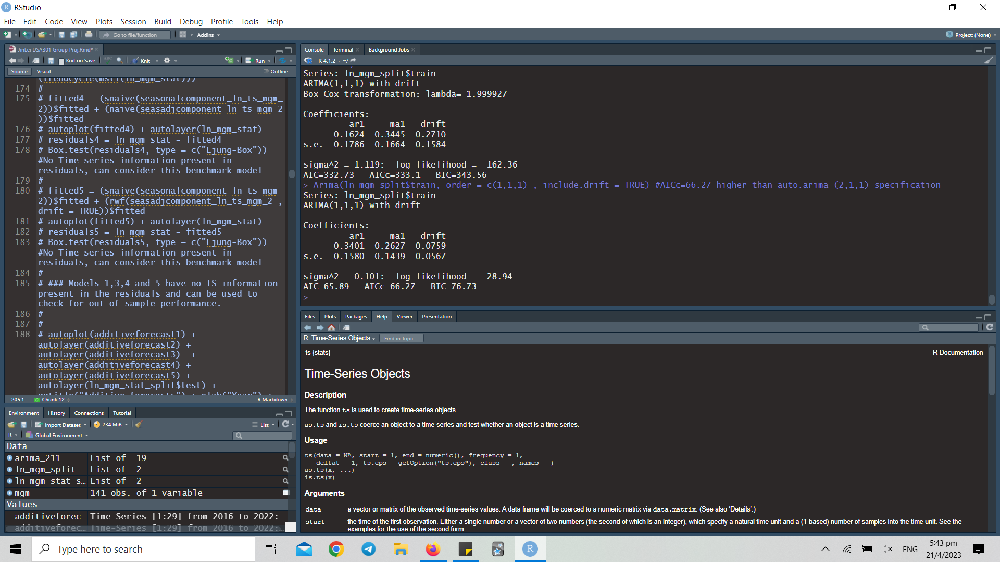 RStudio
File Edit Code View Plots Session Build Debug Profile Tools Help
Go to file/function
Addins
Project: (None)
JinLei DSA301 Group Proj.Rmd*
Knit on Save
Knit
Run
Source Visual
Outline
(trendcycle(mstl(ln_mgm_stat)))
174 #
175 # fitted4 = (snaive(seasonalcomponent_ln_ts_mgm_
2))$fitted + (naive(seasadjcomponent_ln_ts_mgm_2
))$fitted
176 # autoplot(fitted4) + autolayer(ln_mgm_stat)
177 # residuals4 = ln_mgm_stat - fitted4
178 # Box.test(residuals4, type = c("Ljung-Box"))
#No Time series information present in
residuals, can consider this benchmark model
179 #
180 # fitted5 = (snaive(seasonalcomponent_ln_ts_mgm_
2))$fitted + (rwf(seasadjcomponent_ln_ts_mgm_2 ,
drift = TRUE))$fitted
181 # autoplot(fitted5) + autolayer(ln_mgm_stat)
182 # residuals5 = ln_mgm_stat - fitted5
183 # Box.test(residuals5, type = c("Ljung-Box"))
#No Time series information present in
residuals, can consider this benchmark model
184 #
185 # ### Models 1,3,4 and 5 have no TS information
present in the residuals and can be used to
check for out of sample performance.
186 #
187 #
188 # autoplot(additiveforecast1) +
autolayer(additiveforecast2) +
autolayer(additiveforecast3) +
autolayer(additiveforecast4) +
autolayer(additiveforecast5) +
autolayer(ln_mgm_stat_split$test) +
205:1 Chunk 12 R Markdown
Environment History Connections Tutorial
Import Dataset 234 MiB List
R Global Environment
Data
arima_211 List of 19
ln_mgm_split List of 2
ln_mgm_stat_s… List of 2
mgm 141 obs. of 1 variable
Values
additiveforec… Time-Series [1:29] from 2016 to 2022:…
additiveforec… Time-Series [1:29] from 2016 to 2022:…
Console Terminal Background Jobs
R 4.1.2 · ~/
Series: ln_mgm_split$train
ARIMA(1,1,1) with drift
Box Cox transformation: lambda= 1.999927
Coefficients:
ar1 ma1 drift
0.1624 0.3445 0.2710
s.e. 0.1786 0.1664 0.1584
sigma^2 = 1.119: log likelihood = -162.36
AIC=332.73 AICc=333.1 BIC=343.56
> Arima(ln_mgm_split$train, order = c(1,1,1) , include.drift = TRUE) #AICc=66.27 higher than auto.arima (2,1,1) specification
Series: ln_mgm_split$train
ARIMA(1,1,1) with drift
Coefficients:
ar1 ma1 drift
0.3401 0.2627 0.0759
s.e. 0.1580 0.1439 0.0567
sigma^2 = 0.101: log likelihood = -28.94
AIC=65.89 AICc=66.27 BIC=76.73
>
Files Plots Packages Help Viewer Presentation
R: Time-Series Objects
Find in Topic
ts {stats}
R Documentation
Time-Series Objects
Description
The function ts is used to create time-series objects.
as.ts and is.ts coerce an object to a time-series and test whether an object is a time series.
Usage
ts(data = NA, start = 1, end = numeric(), frequency = 1,
deltat = 1, ts.eps = getOption("ts.eps"), class = , names = )
as.ts(x, ...)
is.ts(x)
Arguments
data a vector or matrix of the observed time-series values. A data frame will be coerced to a numeric matrix via data.matrix. (See also 'Details'.)
start the time of the first observation. Either a single number or a vector of two numbers (the second of which is an integer), which specify a natural time unit and a (1-based) number of samples into the time unit. See the
examples for the use of the second form.
Type here to search
ENG
5:43 pm
21/4/2023